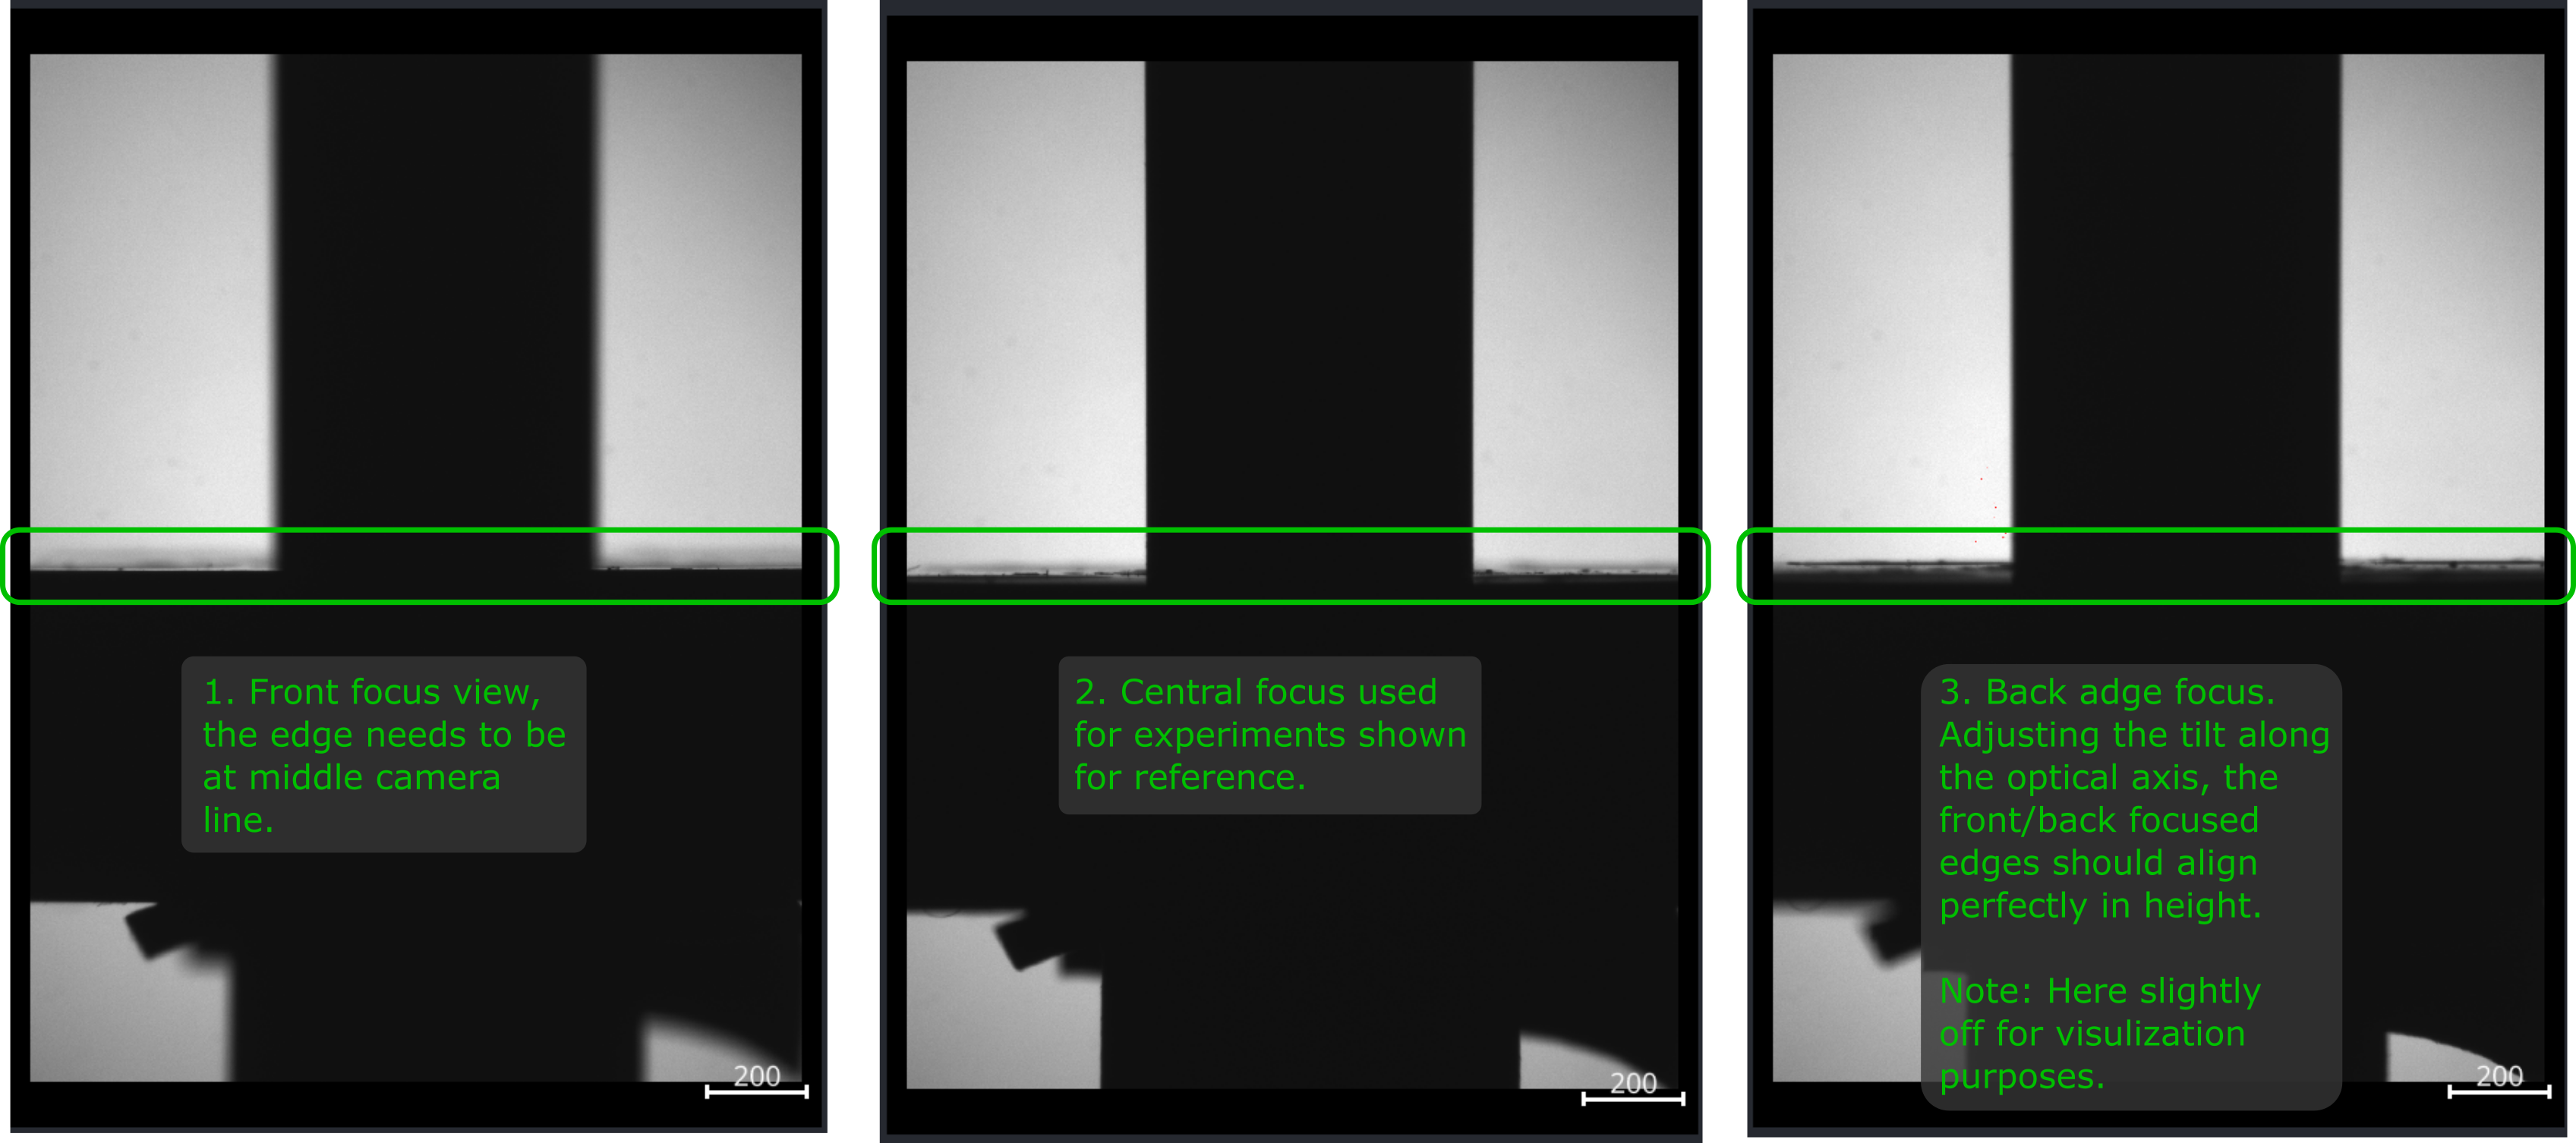 1. Front focus view,
the edge needs to be
at middle camera
line.
200
2. Central focus used
for experiments shown
for reference.
200
3. Back adge focus.
Adjusting the tilt along
the optical axis, the
front/back focused
edges should align
perfectly in height.
Note: Here slightly
off for visulization
purposes.
200